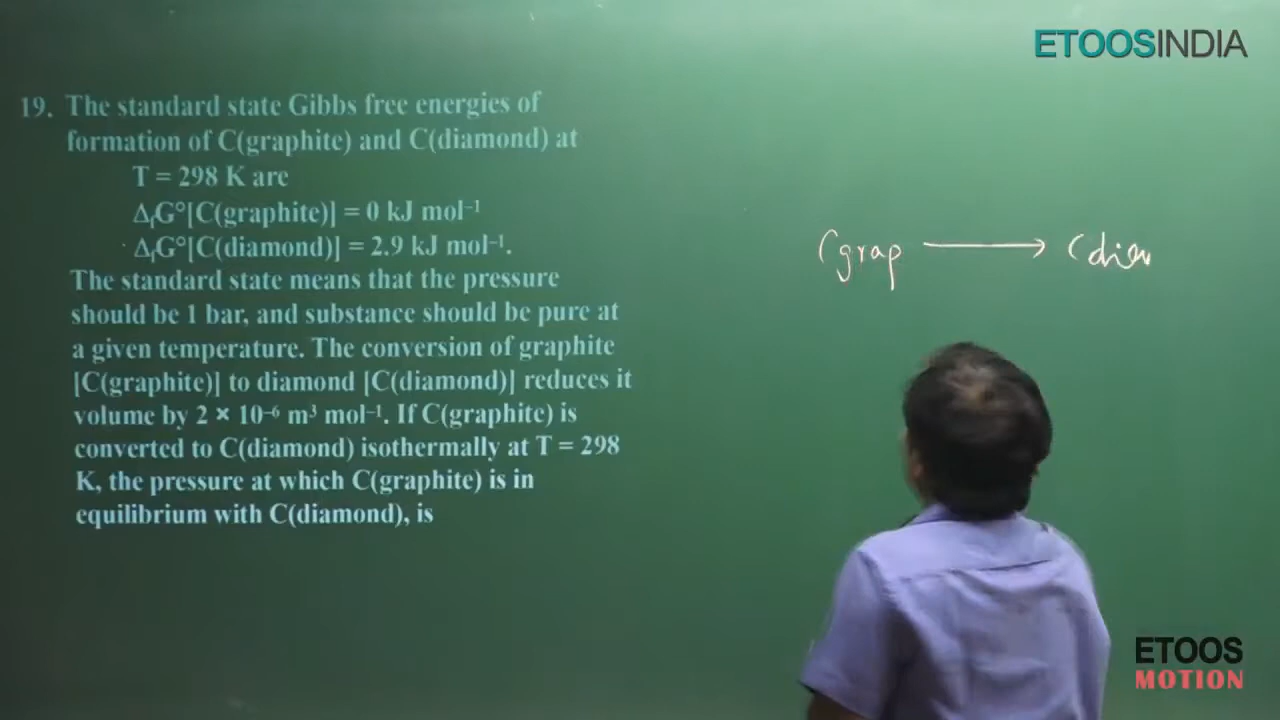 ETOOSINDIA
19. The standard state Gibbs free energies of
formation of C(graphite) and C(diamond) at
T = 298 K are
ΔfG°[C(graphite)] = 0 kJ mol⁻¹
ΔfG°[C(diamond)] = 2.9 kJ mol⁻¹.
The standard state means that the pressure
should be 1 bar, and substance should be pure at
a given temperature. The conversion of graphite
[C(graphite)] to diamond [C(diamond)] reduces it
volume by 2 × 10⁻⁶ m³ mol⁻¹. If C(graphite) is
converted to C(diamond) isothermally at T = 298
K, the pressure at which C(graphite) is in
equilibrium with C(diamond), is
Cgrap ⟶
ETOOS
MOTION